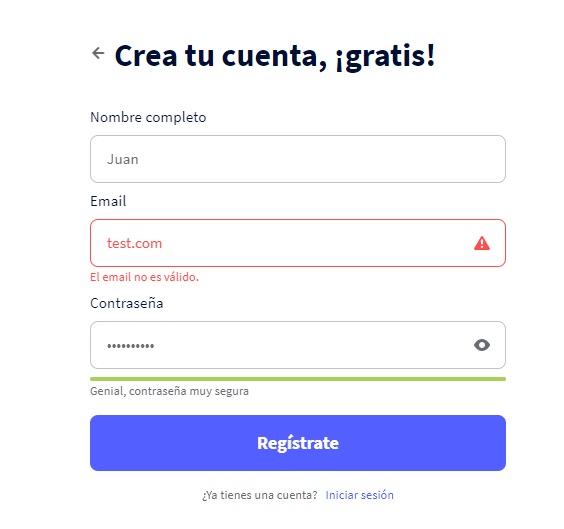 Crea tu cuenta, ¡gratis!
Nombre completo
Juan
Email
test.com
El email no es válido.
Contraseña
••••••••••
Genial, contraseña muy segura
Regístrate
¿Ya tienes una cuenta? Iniciar sesión